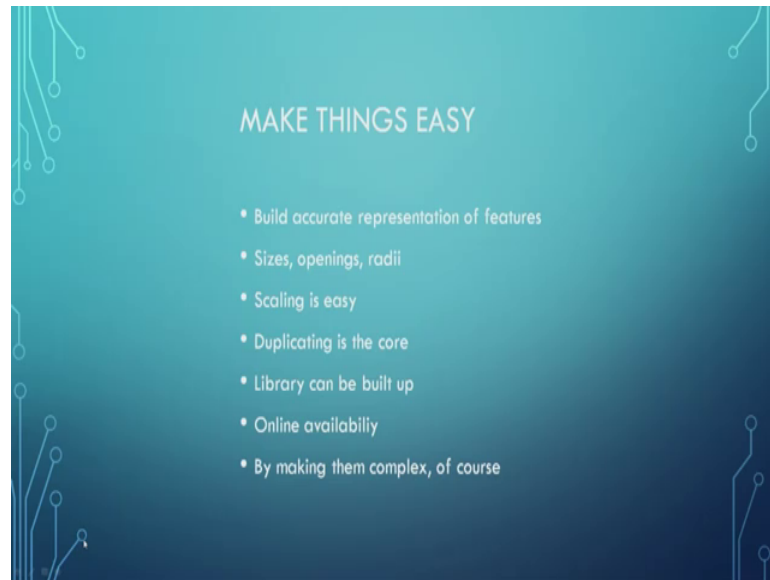 MAKE THINGS EASY
• Build accurate representation of features
• Sizes, openings, radii
• Scaling is easy
• Duplicating is the core
• Library can be built up
• Online availabiliy
• By making them complex, of course